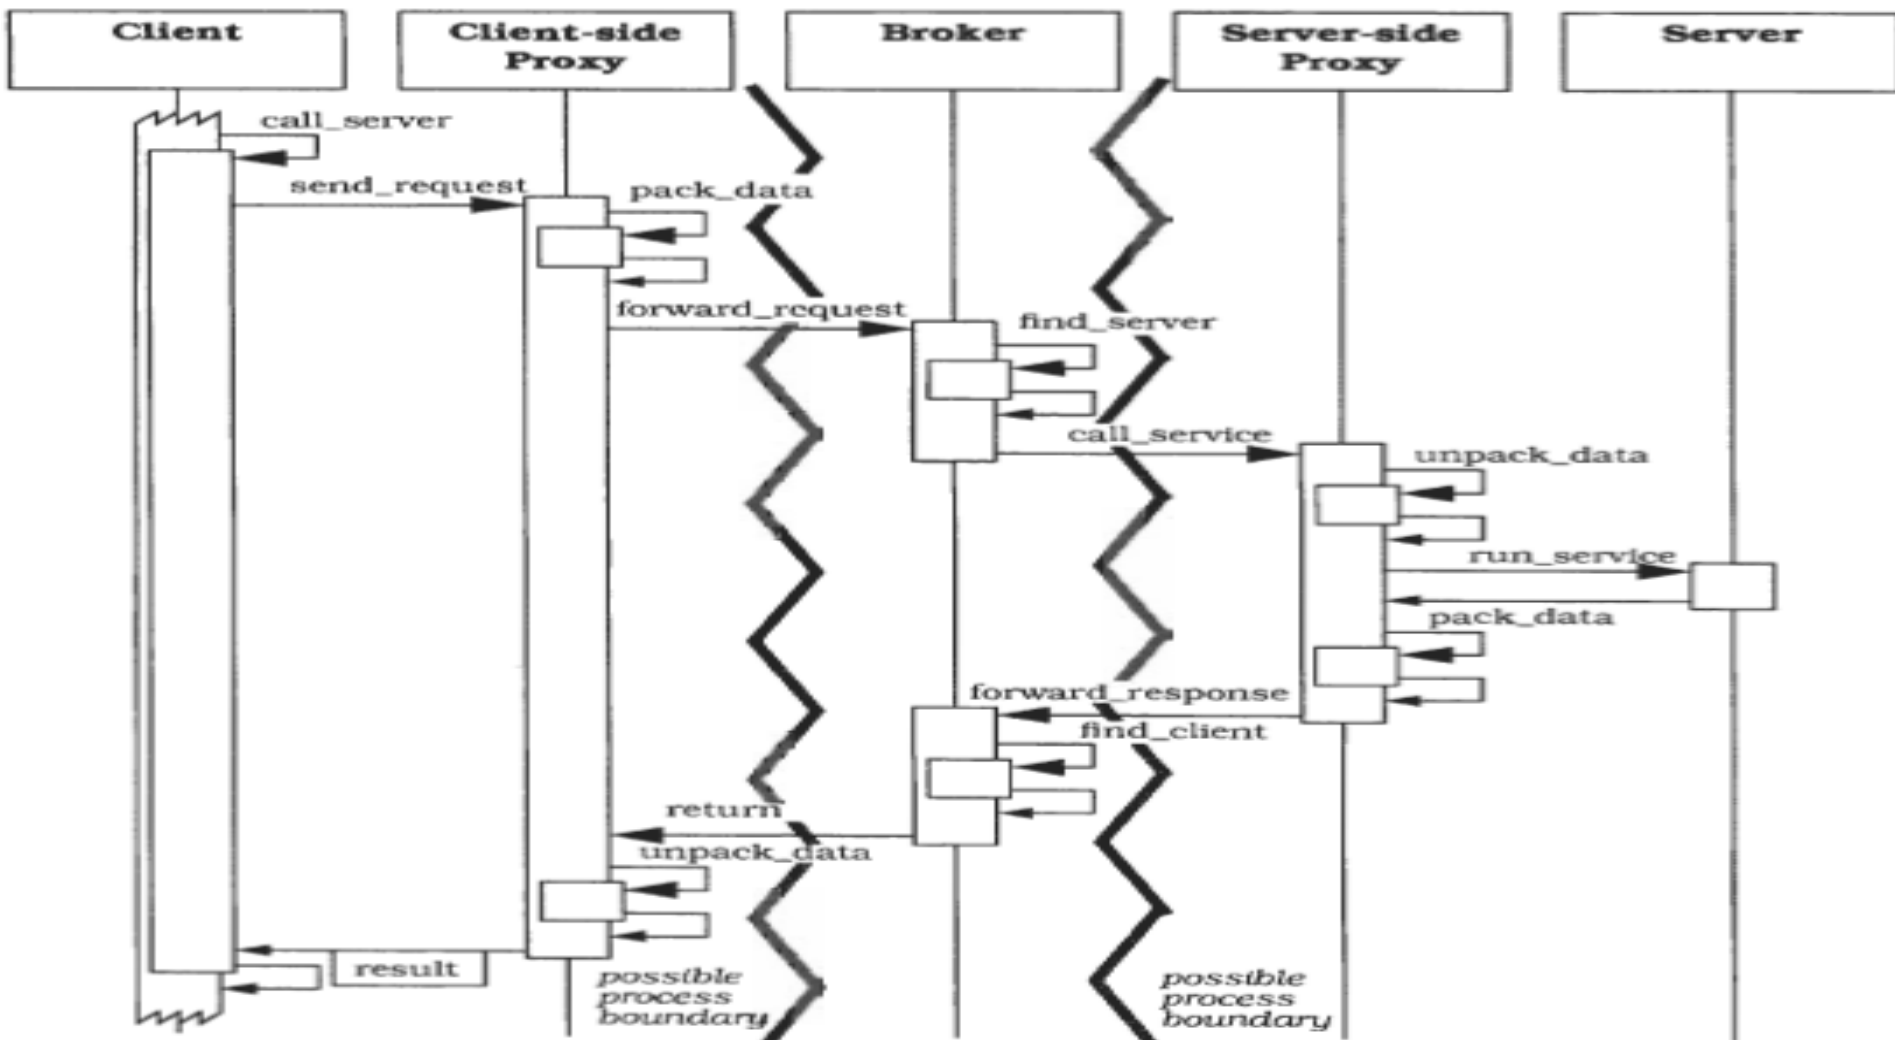 Client
Client-side
Proxy
Broker
Server-side
Proxy
Server
call_server
send_request
pack_data
forward_request
find_server
call_service
unpack_data
run_service
pack_data
forward_response
find_client
return
unpack_data
result
possible
process
boundary
possible
process
boundary